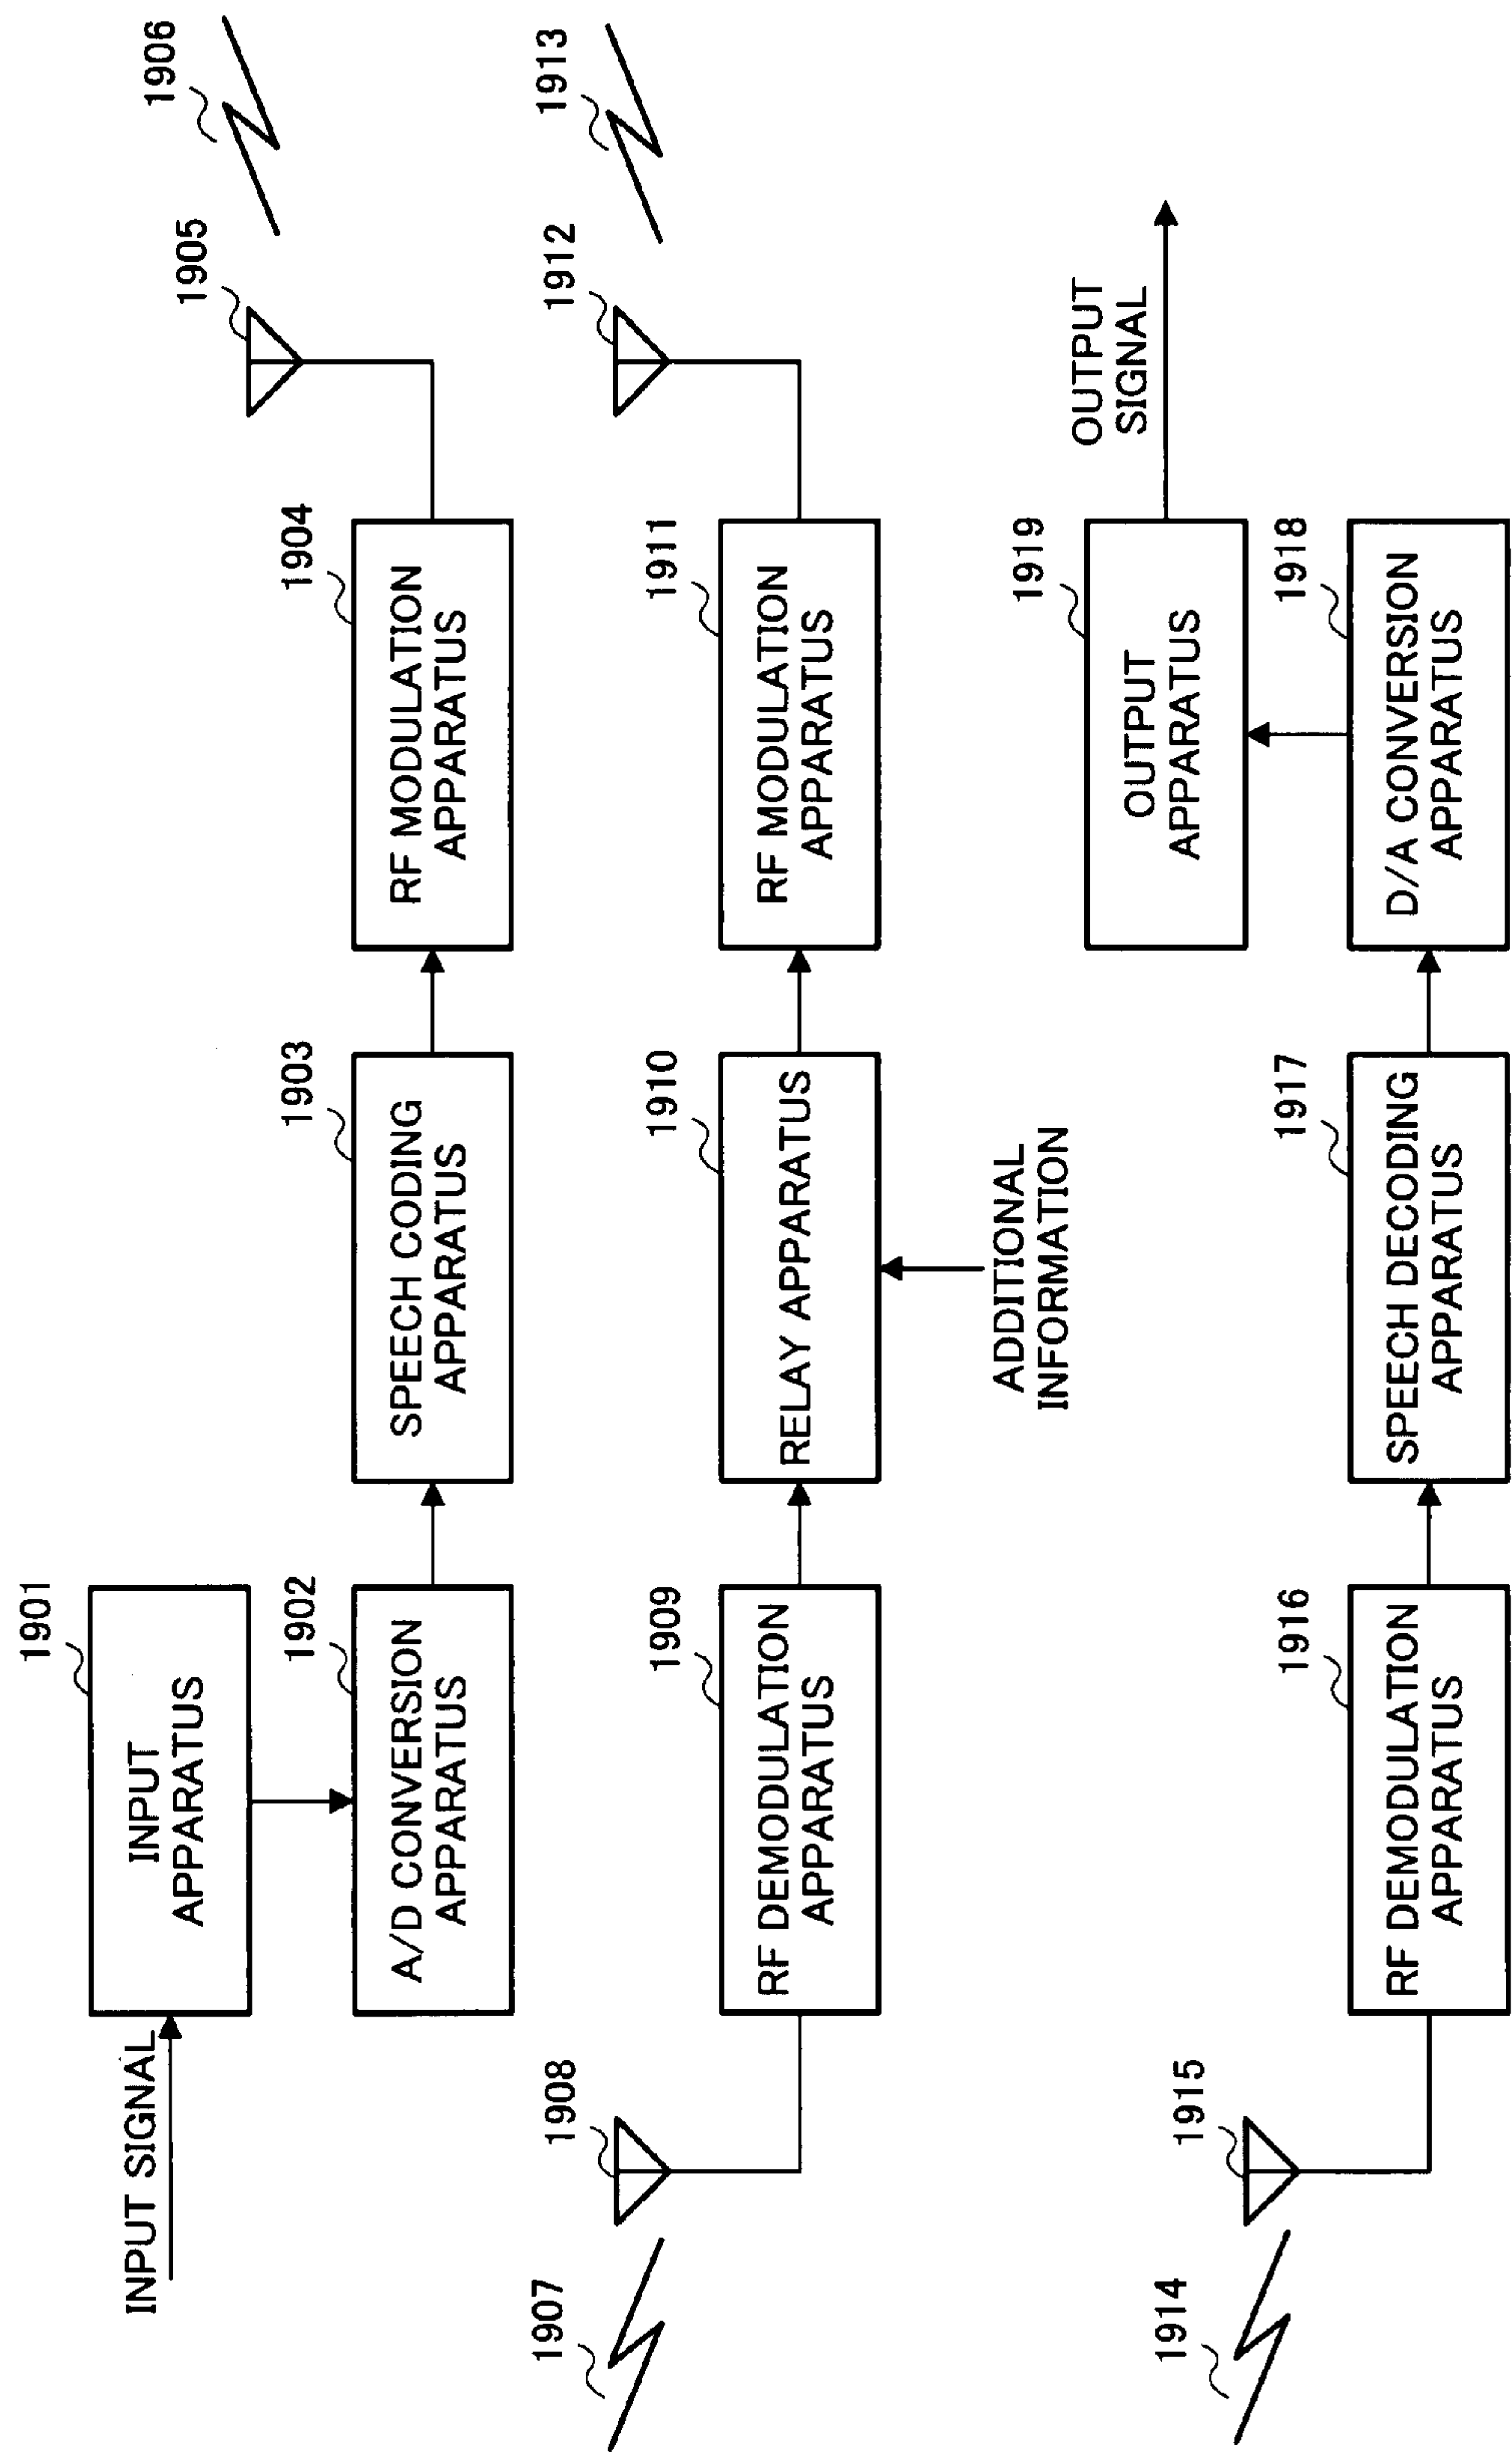 1901
INPUT SIGNAL
INPUT
APPARATUS
1902
A/D CONVERSION
APPARATUS
1903
SPEECH CODING
APPARATUS
1904
RF MODULATION
APPARATUS
1905
1906
1907
1908
1909
RF DEMODULATION
APPARATUS
1910
RELAY APPARATUS
ADDITIONAL
INFORMATION
1911
RF MODULATION
APPARATUS
1912
1913
1914
1915
1916
RF DEMODULATION
APPARATUS
1917
SPEECH DECODING
APPARATUS
1918
D/A CONVERSION
APPARATUS
1919
OUTPUT
APPARATUS
OUTPUT
SIGNAL